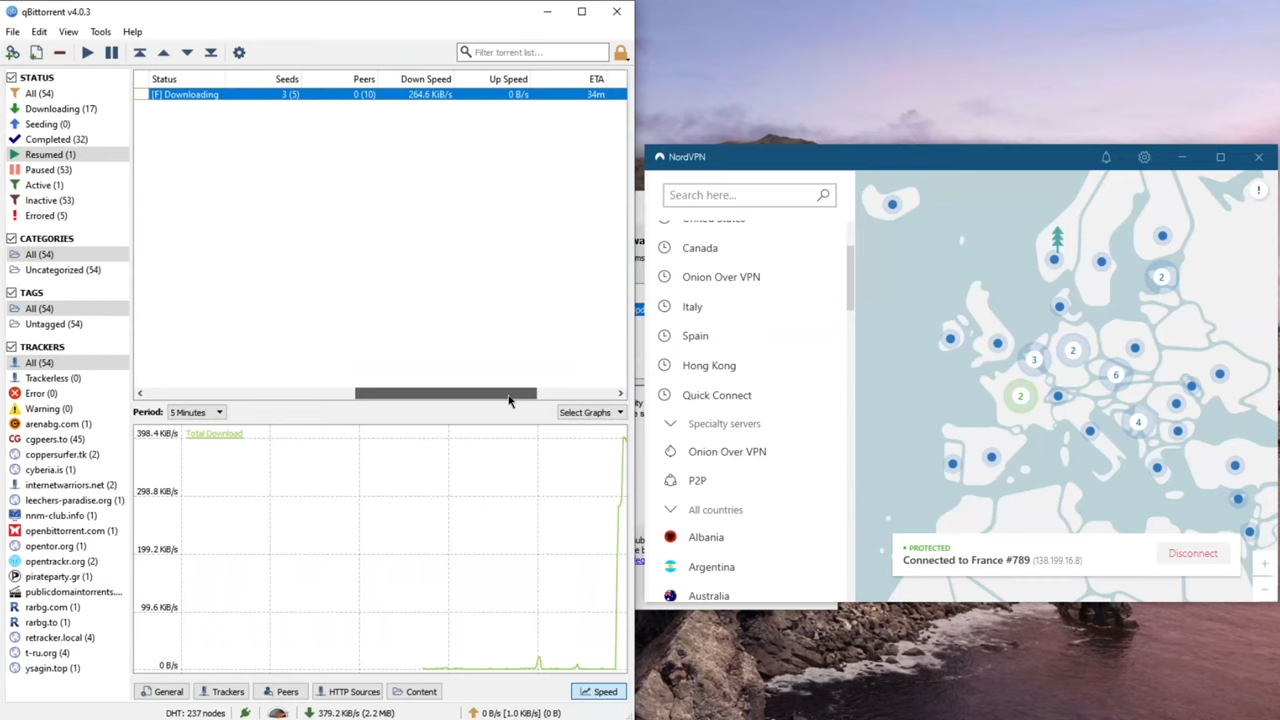 qBittorrent v4.0.3
File Edit View Tools Help
Filter torrent list...
STATUS
All (54)
Downloading (17)
Seeding (0)
Completed (32)
Resumed (1)
Paused (53)
Active (1)
Inactive (53)
Errored (5)
CATEGORIES
All (54)
Uncategorized (54)
TAGS
All (54)
Untagged (54)
TRACKERS
All (54)
Trackerless (0)
Error (0)
Warning (0)
arenabg.com (1)
cgpeers.to (45)
coppersurfer.tk (2)
cyberia.is (1)
internetwarriors.net (2)
leechers-paradise.org (1)
nnm-club.info (1)
openbittorrent.com (1)
opentor.org (1)
opentrackr.org (2)
pirateparty.gr (1)
publicdomaintorrents....
rarbg.com (1)
rarbg.to (1)
retracker.local (4)
t-ru.org (4)
ysagin.top (1)
Status Seeds Peers Down Speed Up Speed ETA
[F] Downloading 3 (5) 0 (10) 264.6 KiB/s 0 B/s 34m
Period: 5 Minutes Select Graphs
398.4 KiB/s Total Download
298.8 KiB/s
199.2 KiB/s
99.6 KiB/s
0 B/s
General Trackers Peers HTTP Sources Content Speed
DHT: 237 nodes 379.2 KiB/s (2.2 MiB) 0 B/s [1.0 KiB/s] (0 B)
NordVPN
Search here...
United States
Canada
Onion Over VPN
Italy
Spain
Hong Kong
Quick Connect
Specialty servers
Onion Over VPN
P2P
All countries
Albania
Argentina
Australia
2
3
2
6
2
4
PROTECTED
Connected to France #789 (138.199.16.8)
Disconnect